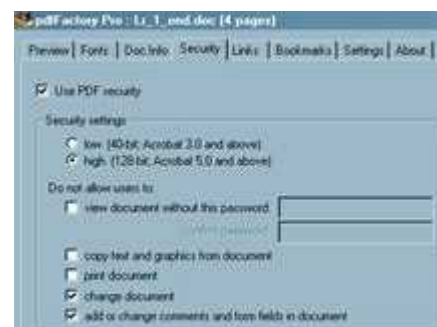 pdfFactory Pro : Lr_1_end.doc (4 pages)
Preview Fonts Doc Info Security Links Bookmarks Settings About
Use PDF security
Security settings
low (40-bit: Acrobat 3.0 and above)
high (128-bit: Acrobat 5.0 and above)
Do not allow users to:
view document without this password:
confirm password:
copy text and graphics from document
print document
change document
add or change comments and form fields in document